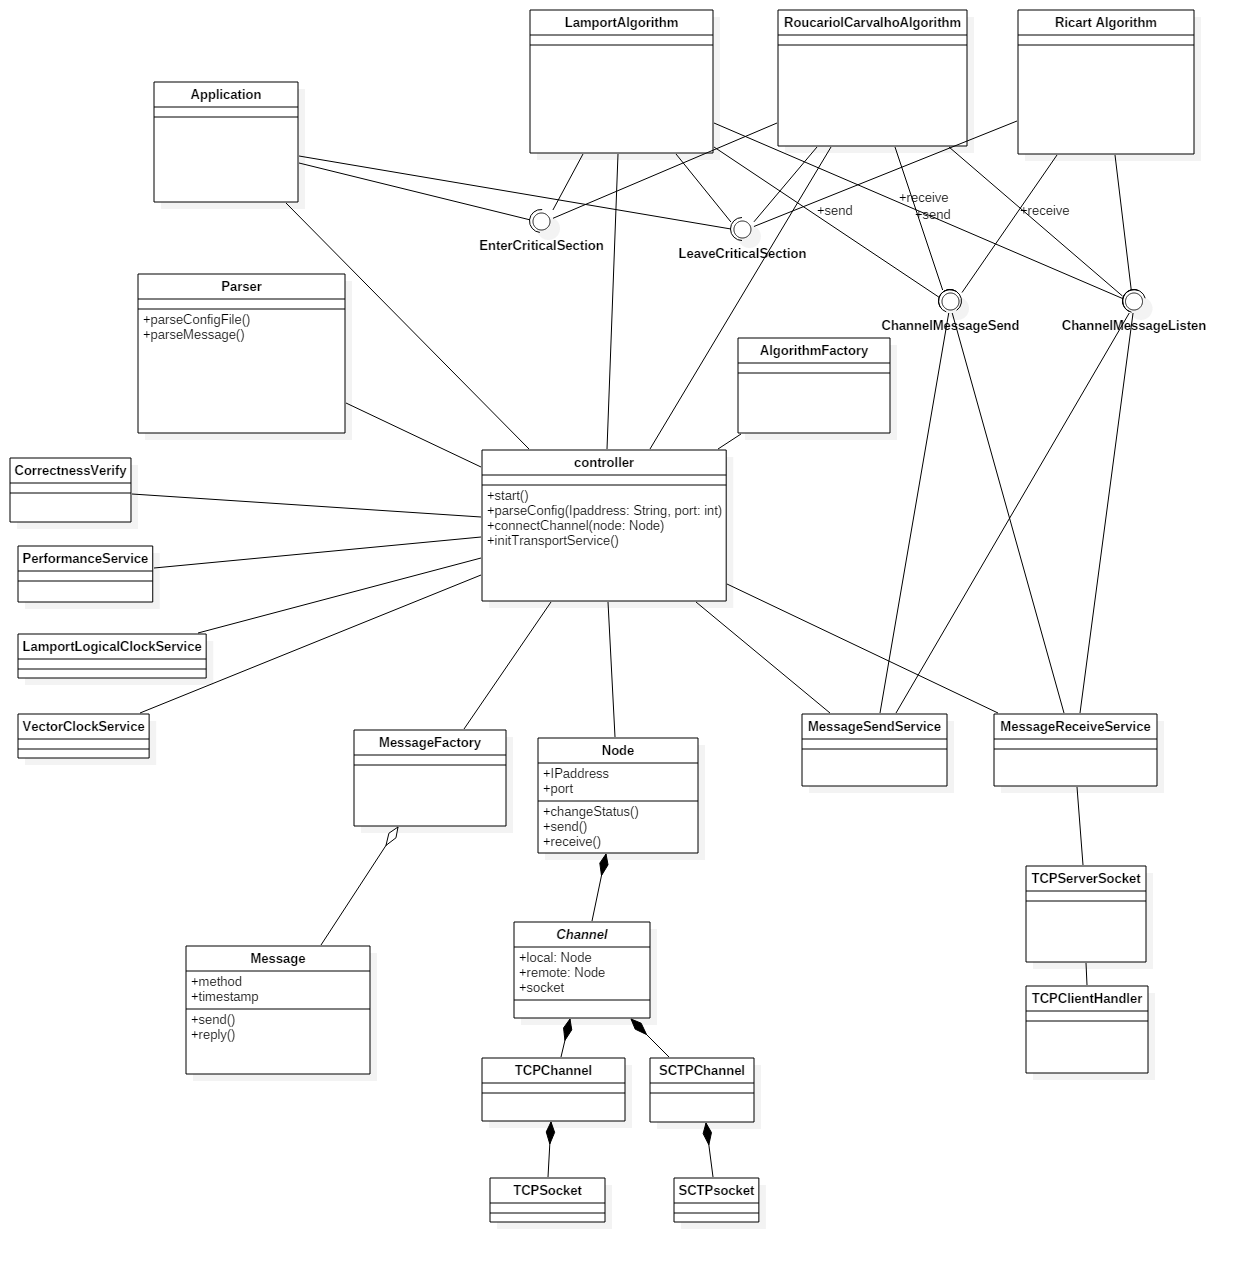 LamportAlgorithm
RoucariolCarvalhoAlgorithm
Ricart Algorithm
Application
+send
+receive
+send
+receive
EnterCriticalSection
LeaveCriticalSection
ChannelMessageSend
ChannelMessageListen
Parser
+parseConfigFile()
+parseMessage()
AlgorithmFactory
controller
+start()
+parseConfig(Ipaddress: String, port: int)
+connectChannel(node: Node)
+initTransportService()
CorrectnessVerify
PerformanceService
LamportLogicalClockService
VectorClockService
MessageFactory
Node
+IPaddress
+port
+changeStatus()
+send()
+receive()
MessageSendService
MessageReceiveService
TCPServerSocket
TCPClientHandler
Message
+method
+timestamp
+send()
+reply()
Channel
+local: Node
+remote: Node
+socket
TCPChannel
SCTPChannel
TCPSocket
SCTPsocket